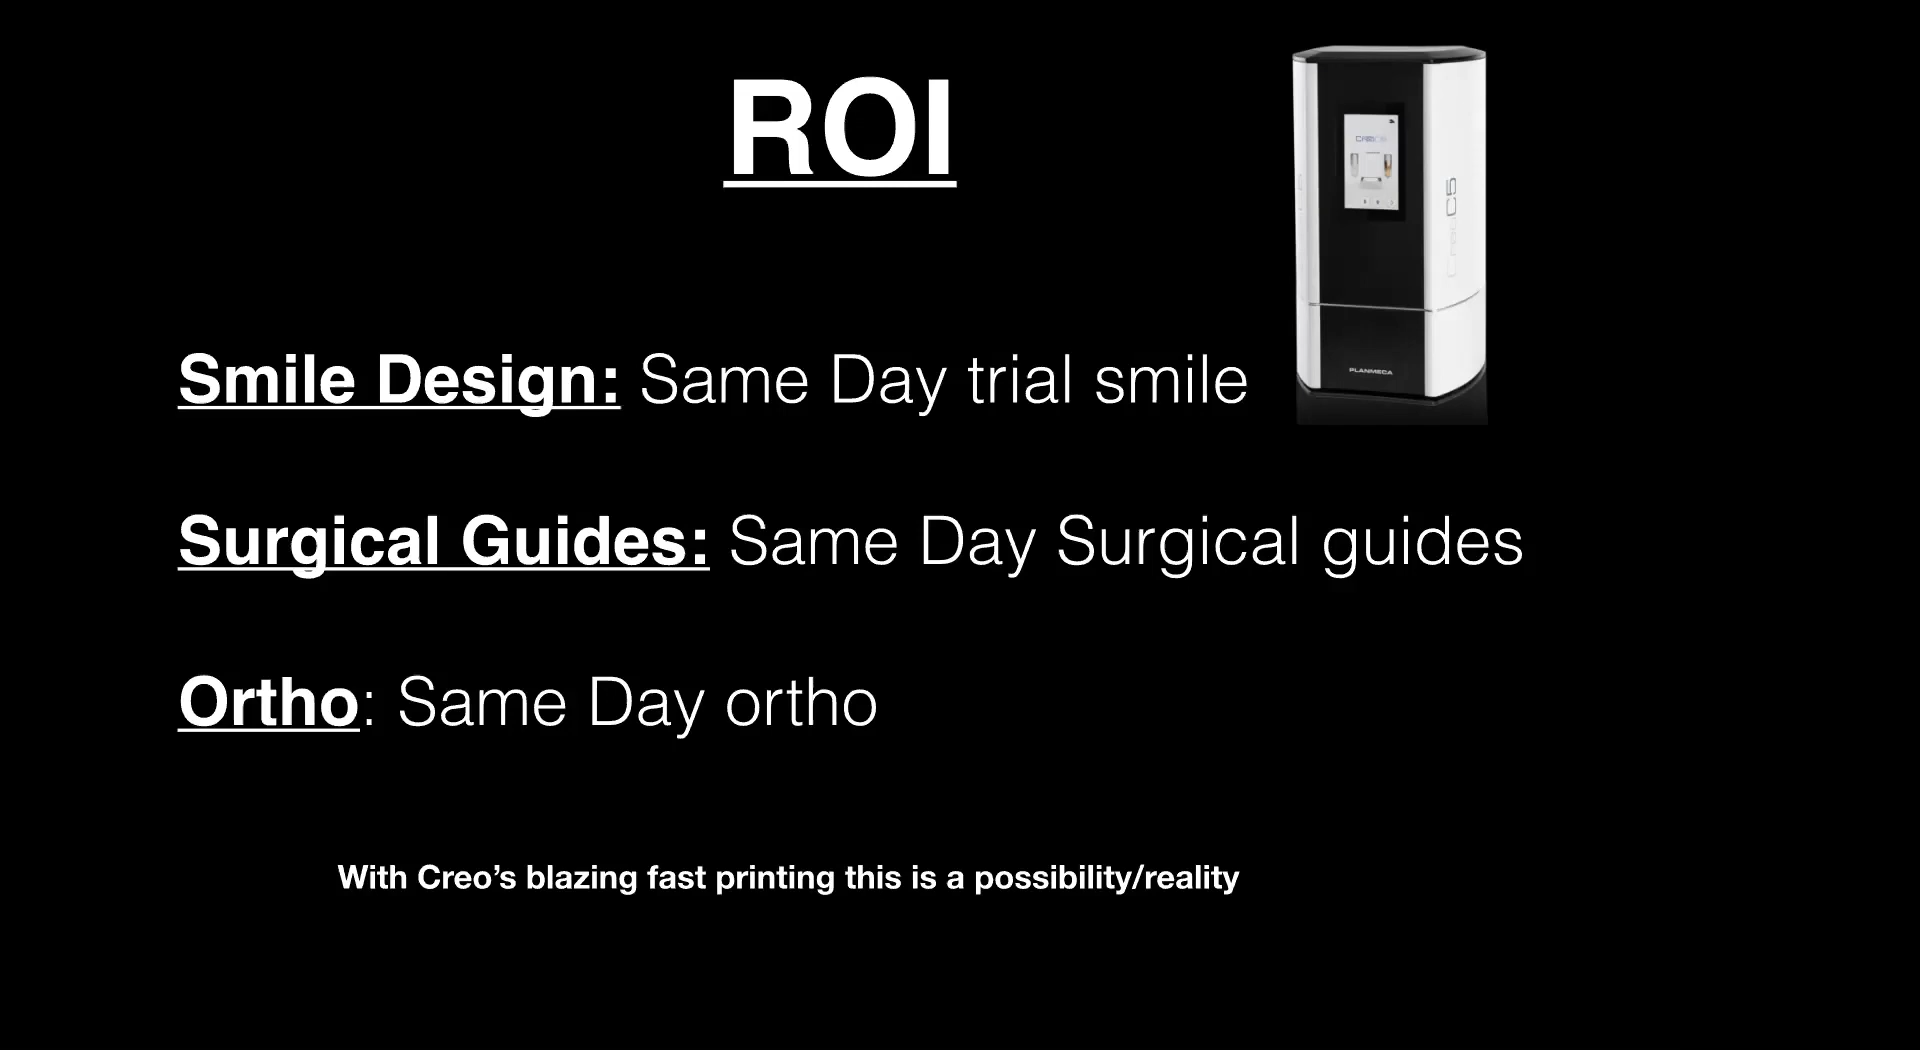 ROI
Smile Design: Same Day trial smile
Surgical Guides: Same Day Surgical guides
Ortho: Same Day ortho
With Creo’s blazing fast printing this is a possibility/reality
PLANMECA